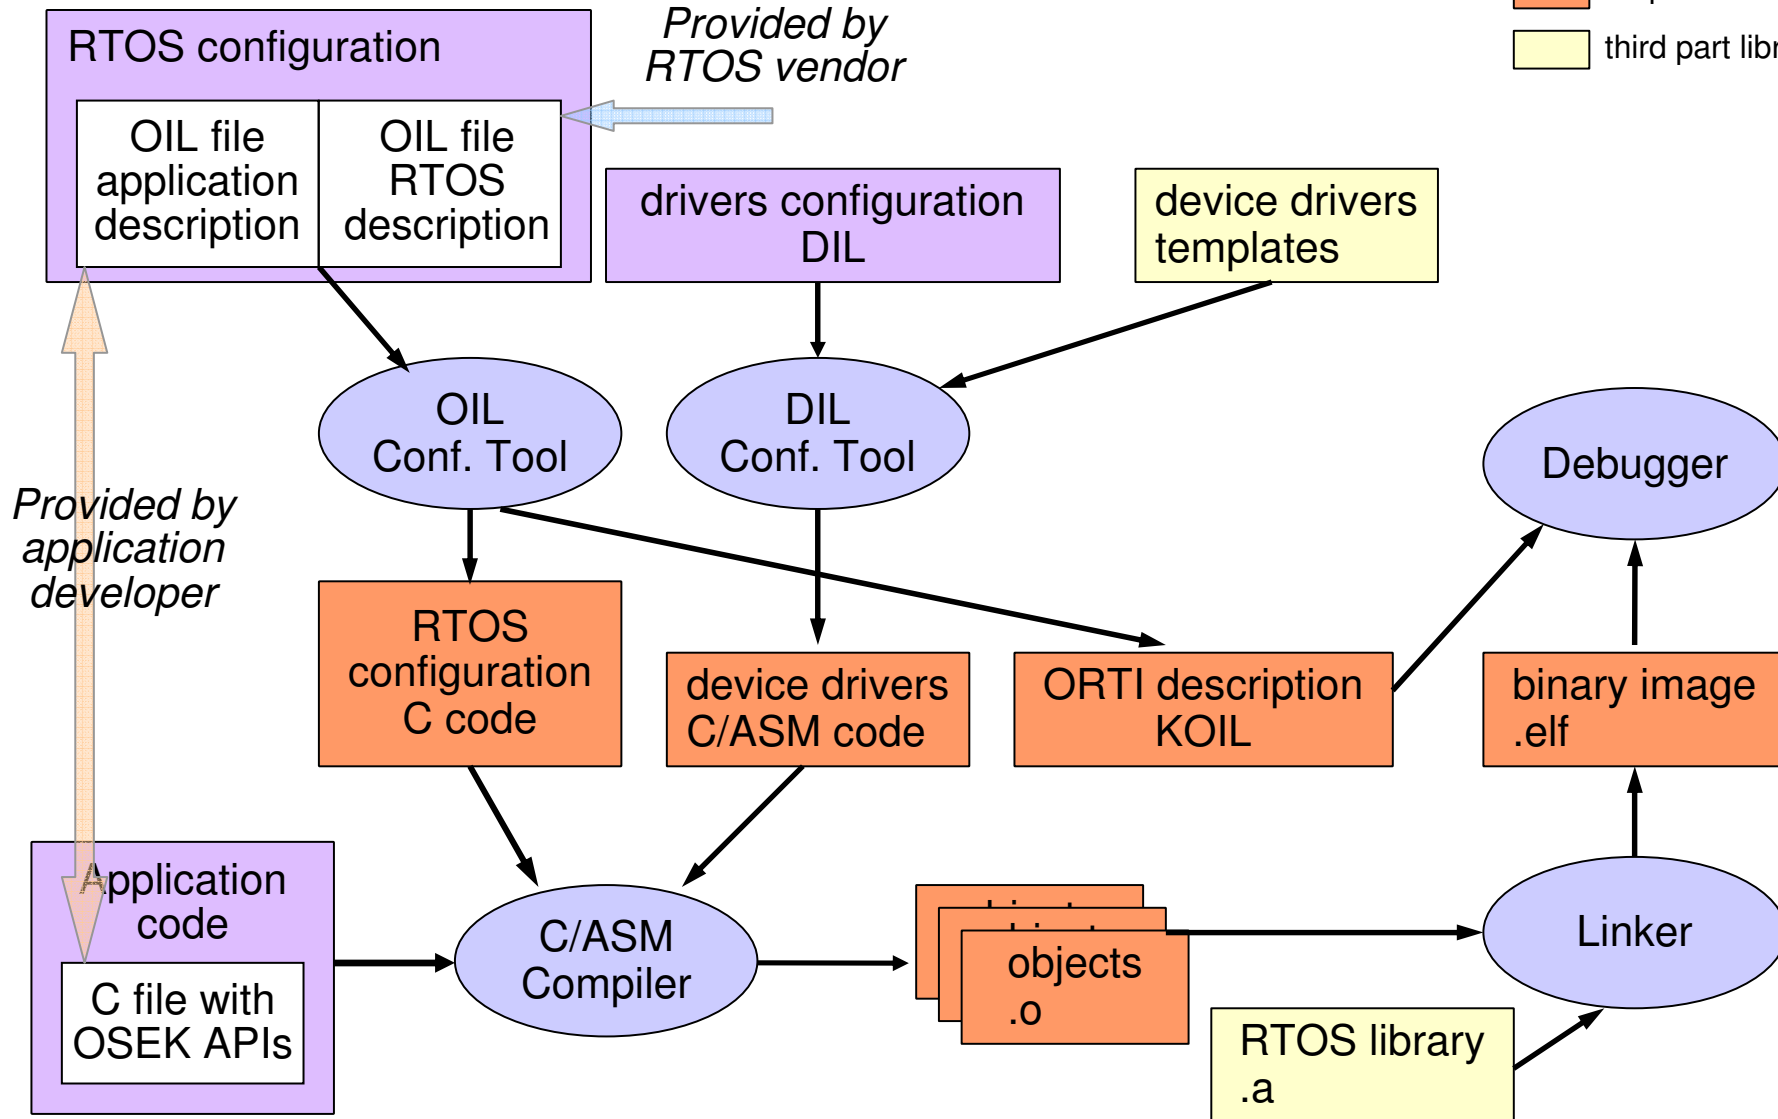 RTOS configuration
Provided by
RTOS vendor
third part libr
OIL file
application
description
OIL file
RTOS
description
drivers configuration
DIL
device drivers
templates
OIL
Conf. Tool
DIL
Conf. Tool
Debugger
Provided by
application
developer
RTOS
configuration
C code
device drivers
C/ASM code
ORTI description
KOIL
binary image
.elf
Application
code
C file with
OSEK APIs
C/ASM
Compiler
objects
.o
Linker
RTOS library
.a